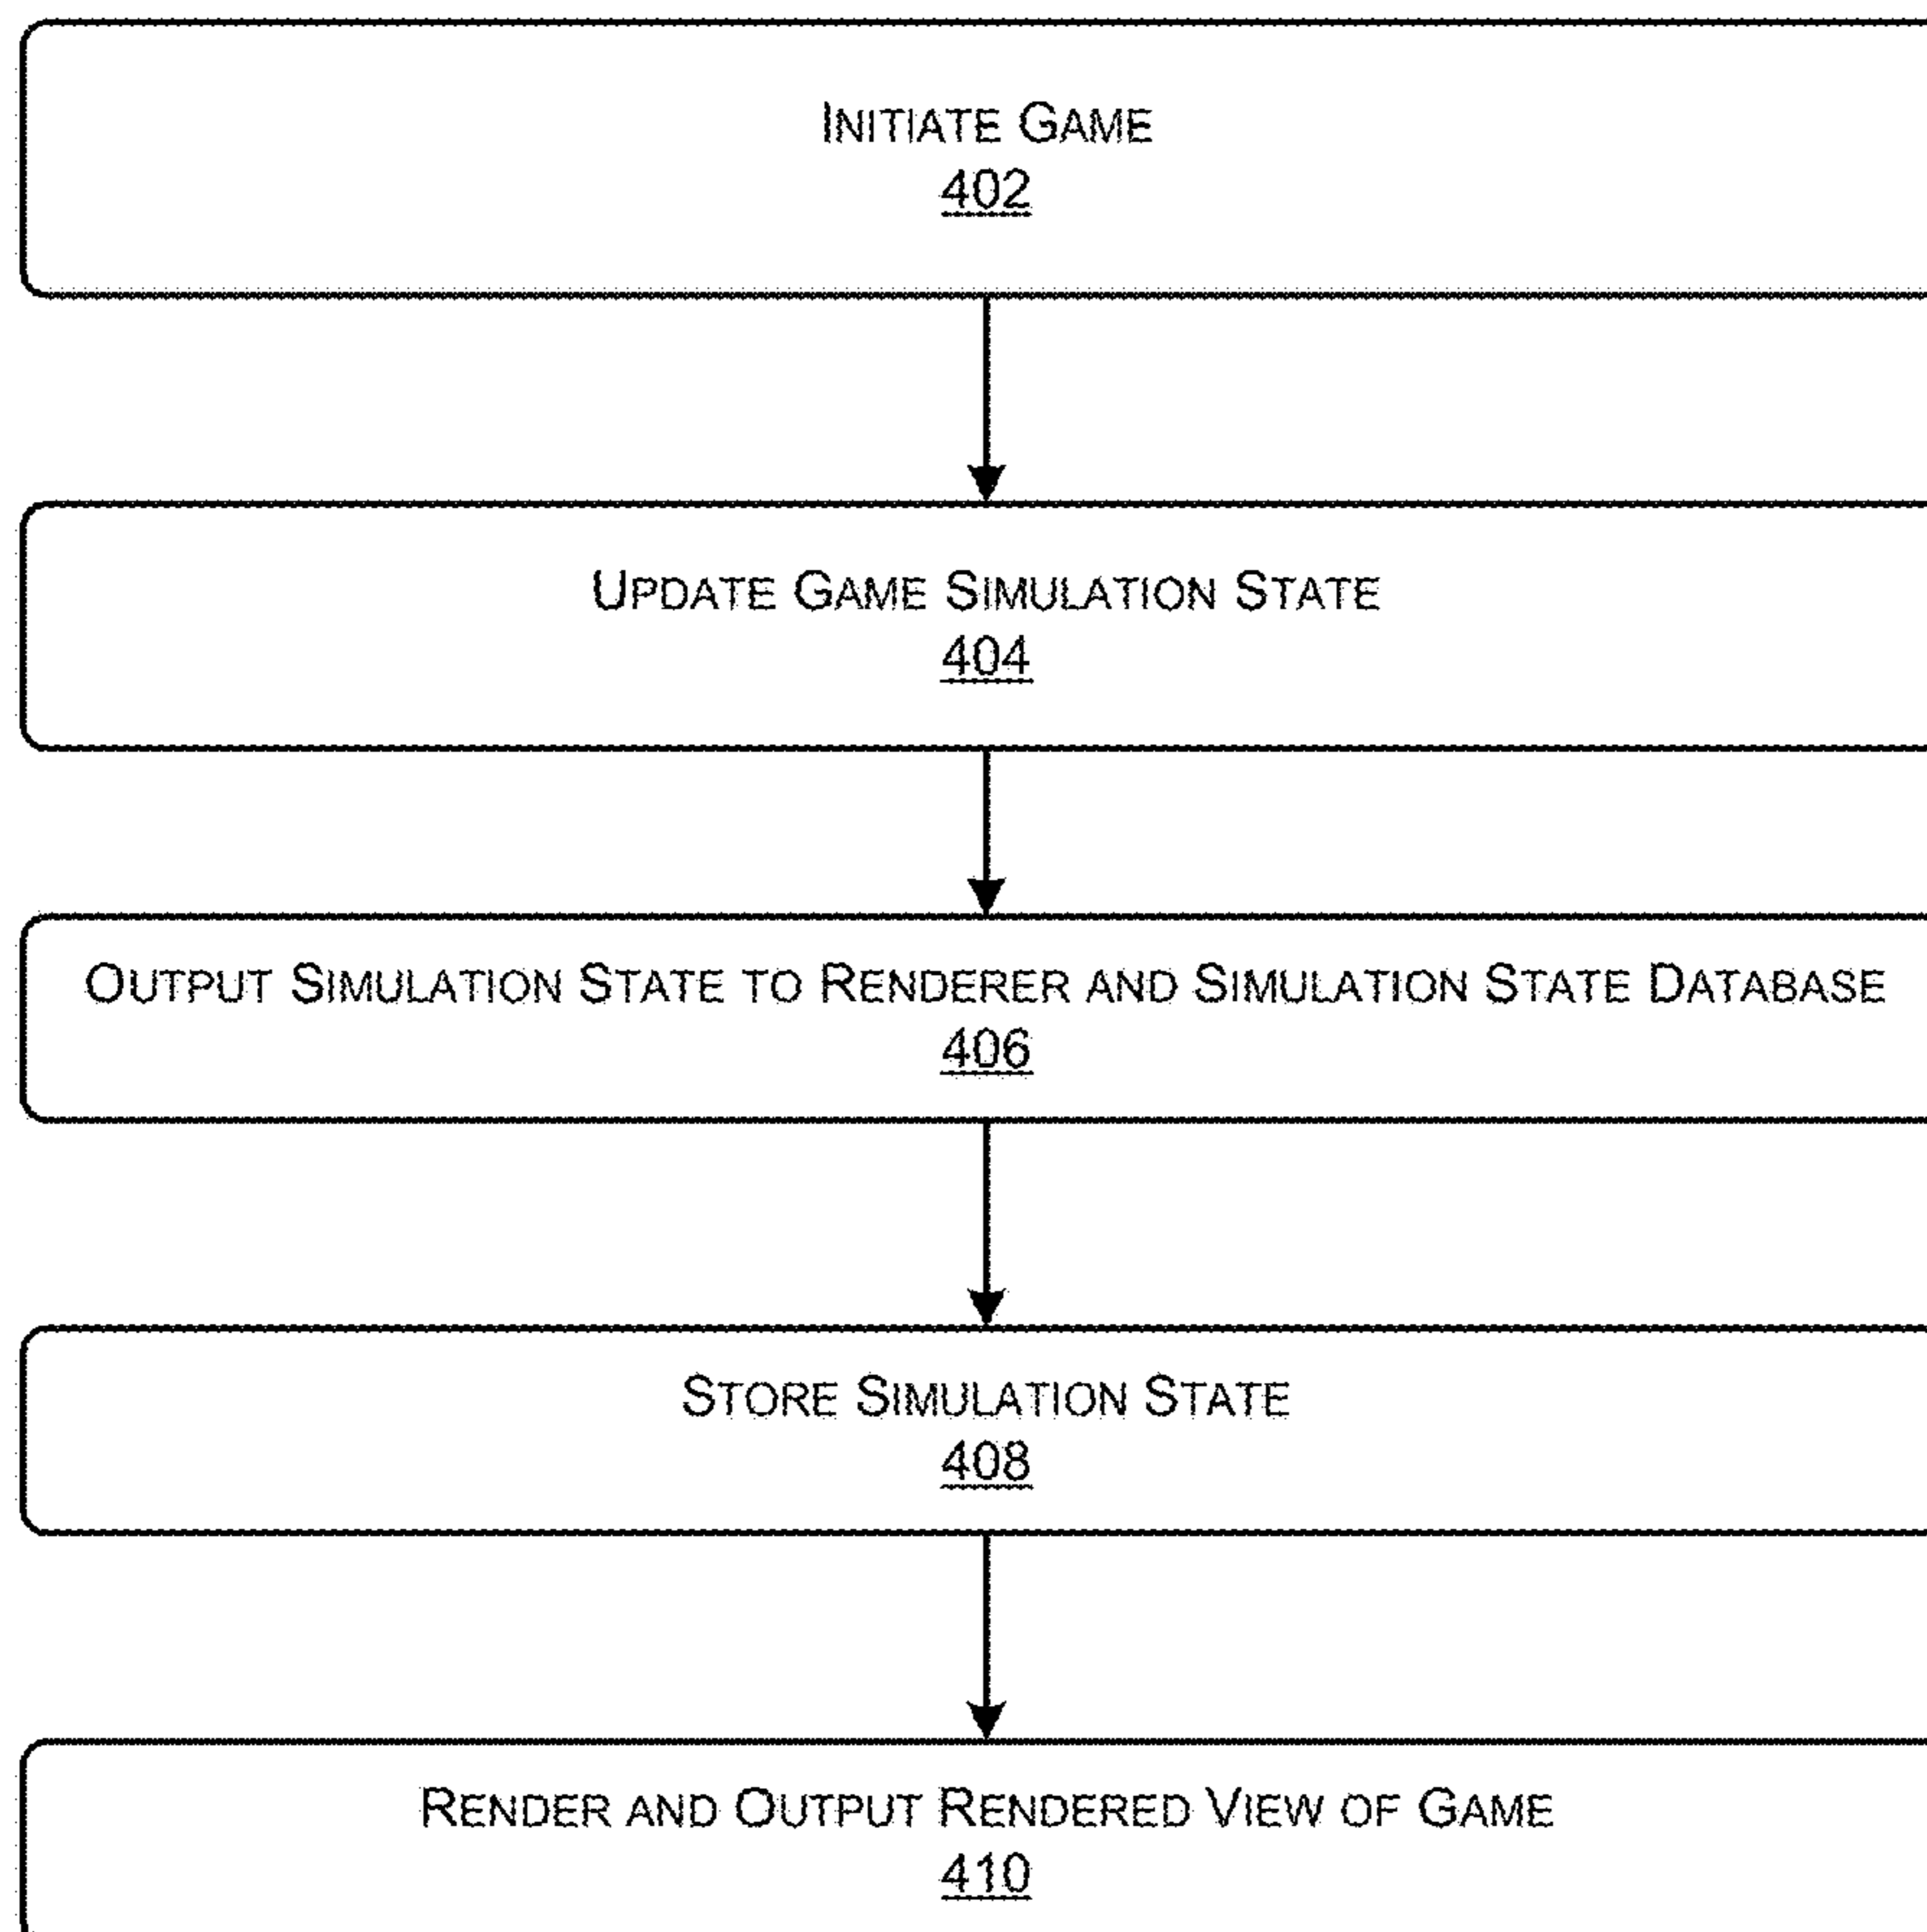 INITIATE GAME
402
UPDATE GAME SIMULATION STATE
404
OUTPUT SIMULATION STATE TO RENDERER AND SIMULATION STATE DATABASE
406
STORE SIMULATION STATE
408
RENDER AND OUTPUT RENDERED VIEW OF GAME
410